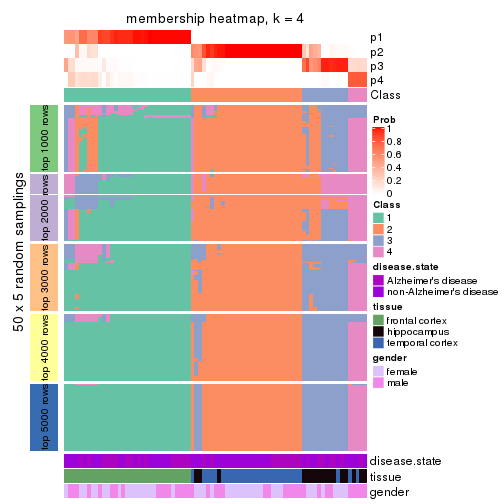 membership heatmap, k = 4
p1
p2
p3
p4
Class
50 x 5 random samplings
top 1000 rows
rows
top 2000 rows
top 3000 rows
top 4000 rows
top 5000 rows
Prob
1
0.8
0.6
0.4
0.2
0
Class
1
2
3
4
disease.state
Alzheimer's disease
non-Alzheimer's disease
tissue
frontal cortex
hippocampus
temporal cortex
gender
female
male
disease.state
tissue
gender